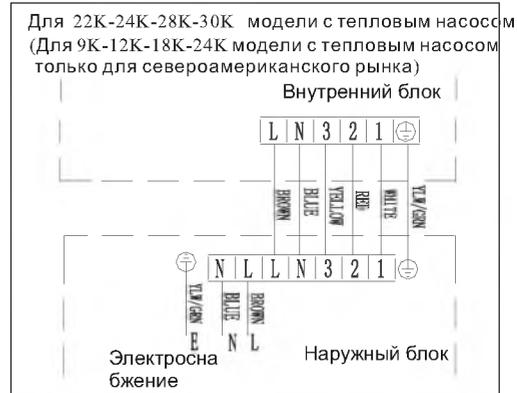 Для 22K-24K-28K-30K модели с тепловым насосом
(Для 9K-12K-18K-24K модели с тепловым насосом
только для североамериканского рынка)
Внутренний блок
L N 3 2 1
BROWN BLUE YELLOW RED WHITE YLW/GRN
N L L N 3 2 1
YLW/GRN BLUE BROWN
E N L
Электросна
бжение
Наружный блок